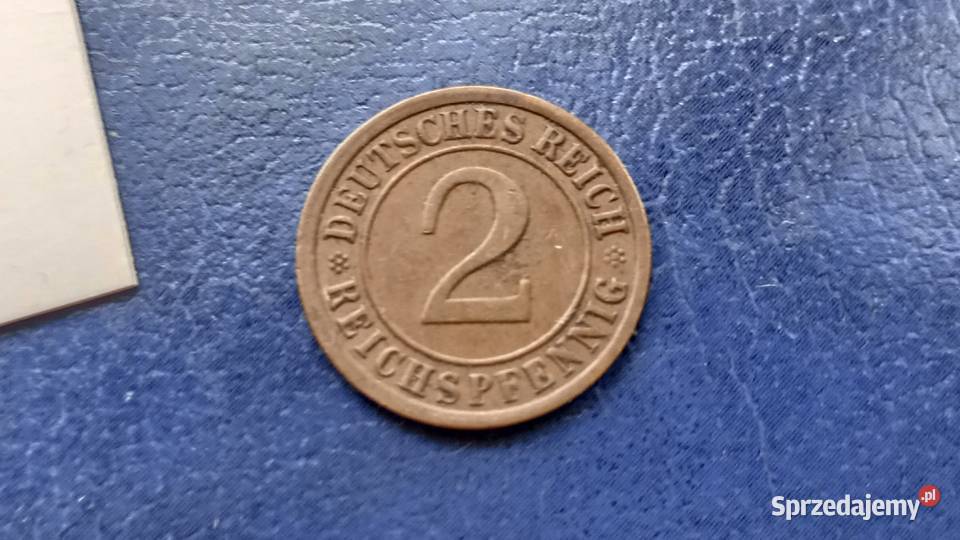 DEUTSCHES REICH
2
* REICHSPFENNIG *
Sprzedajemy.pl